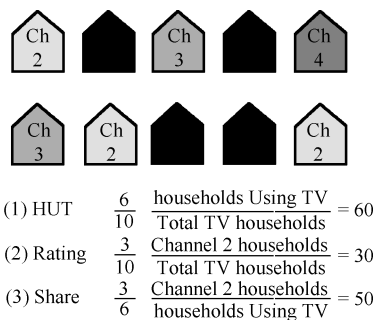 Ch 2
Ch 3
Ch 4
Ch 3
Ch 2
Ch 2
(1) HUT 6/10 households Using TV / Total TV households = 60
(2) Rating 3/10 Channel 2 households / Total TV households = 30
(3) Share 3/6 Channel 2 households / households Using TV = 50